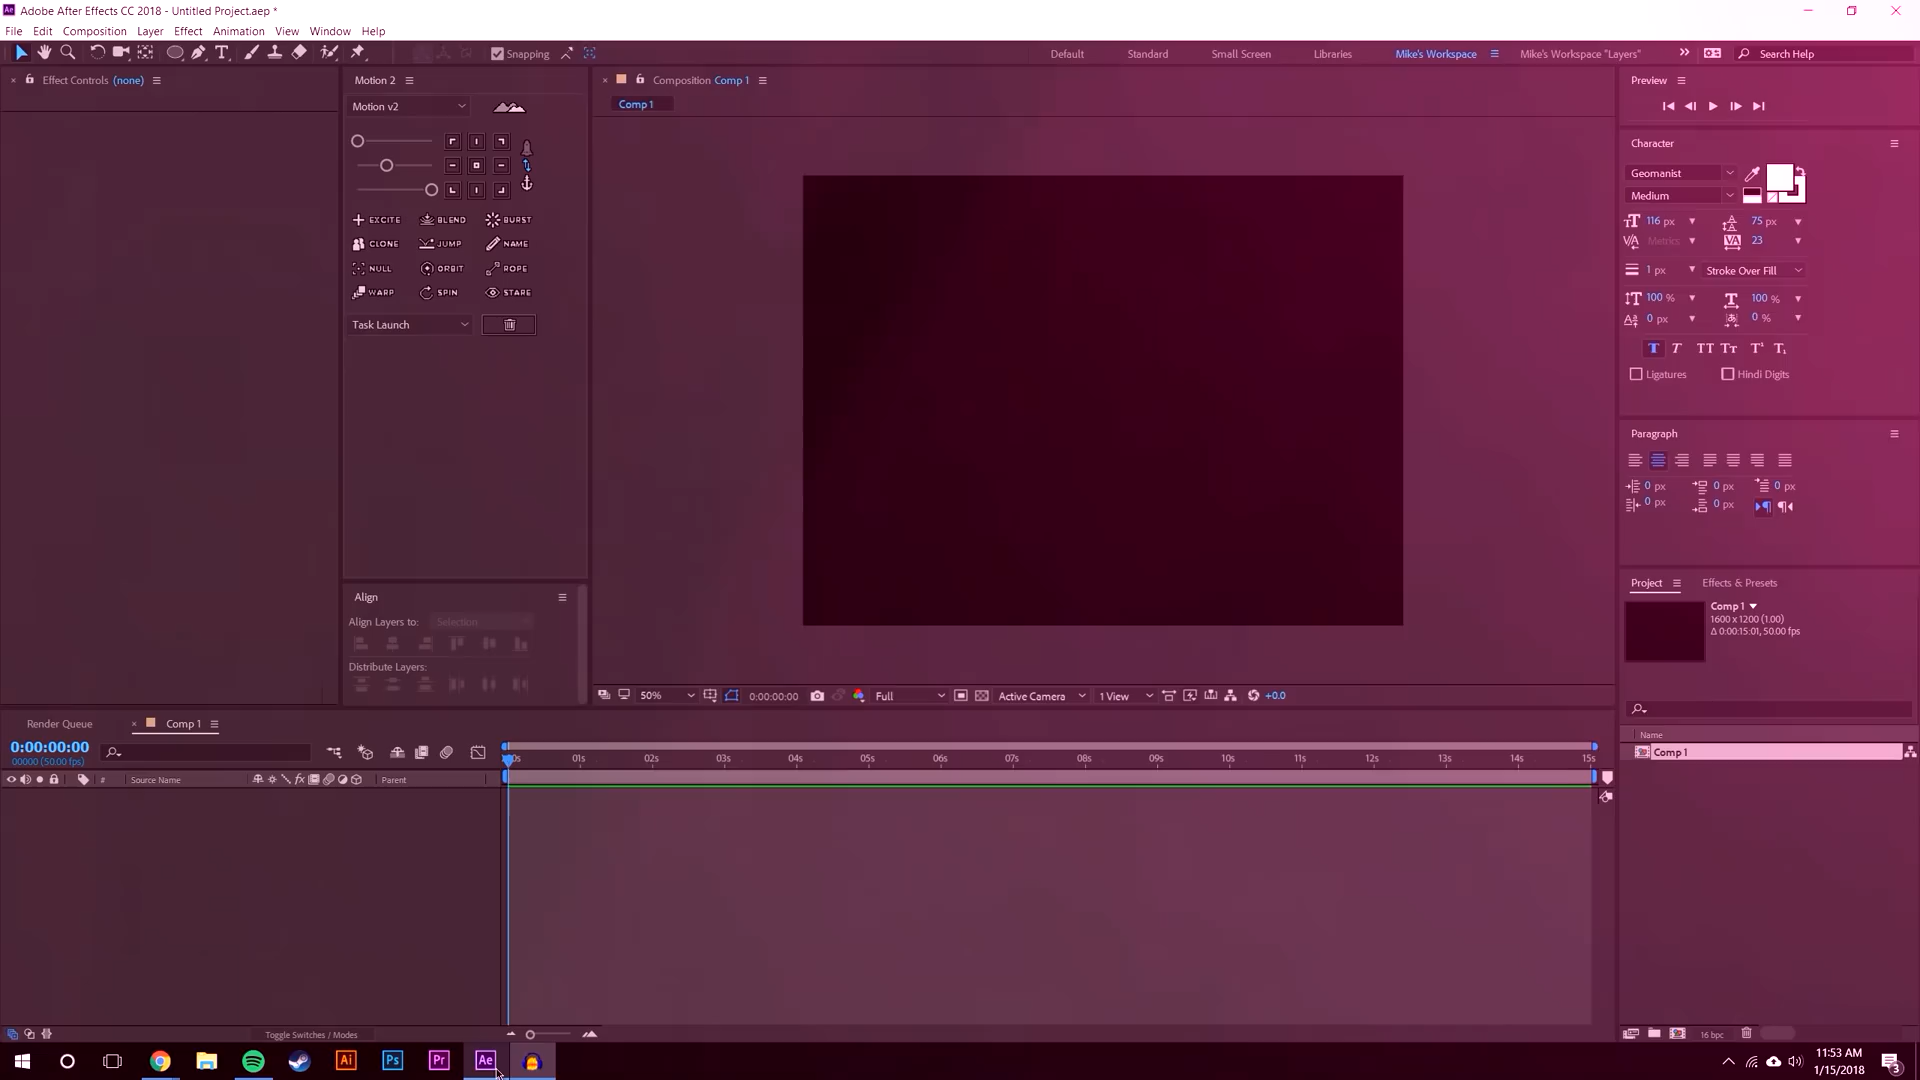 Adobe After Effects CC 2018 - Untitled Project.aep *
File Edit Composition Layer Effect Animation View Window Help
Snapping
Default Standard Small Screen Libraries Mike's Workspace Mike's Workspace "Layers" Search Help
Effect Controls (none)
Motion 2
Motion v2
EXCITE BLEND BURST
CLONE JUMP NAME
NULL ORBIT ROPE
WARP SPIN STARE
Task Launch
Align
Align Layers to: Selection
Distribute Layers:
Composition Comp 1
Comp 1
50% 0:00:00:00 Full Active Camera 1 View +0.0
Preview
Character
Geomanist
Medium
116 px 75 px
Metrics 23
1 px Stroke Over Fill
100 % 100 %
0 px 0 %
Ligatures Hindi Digits
Paragraph
0 px 0 px 0 px
0 px 0 px
Project Effects & Presets
Comp 1
1600 x 1200 (1.00)
Δ 0:00:15:01, 50.00 fps
Name
Comp 1
16 bpc
Render Queue Comp 1
0:00:00:00
00000 (50.00 fps)
# Source Name Parent
01s 02s 03s 04s 05s 06s 07s 08s 09s 10s 11s 12s 13s 14s 15s
Toggle Switches / Modes
Ai Ps Pr Ae
11:53 AM
1/15/2018
3